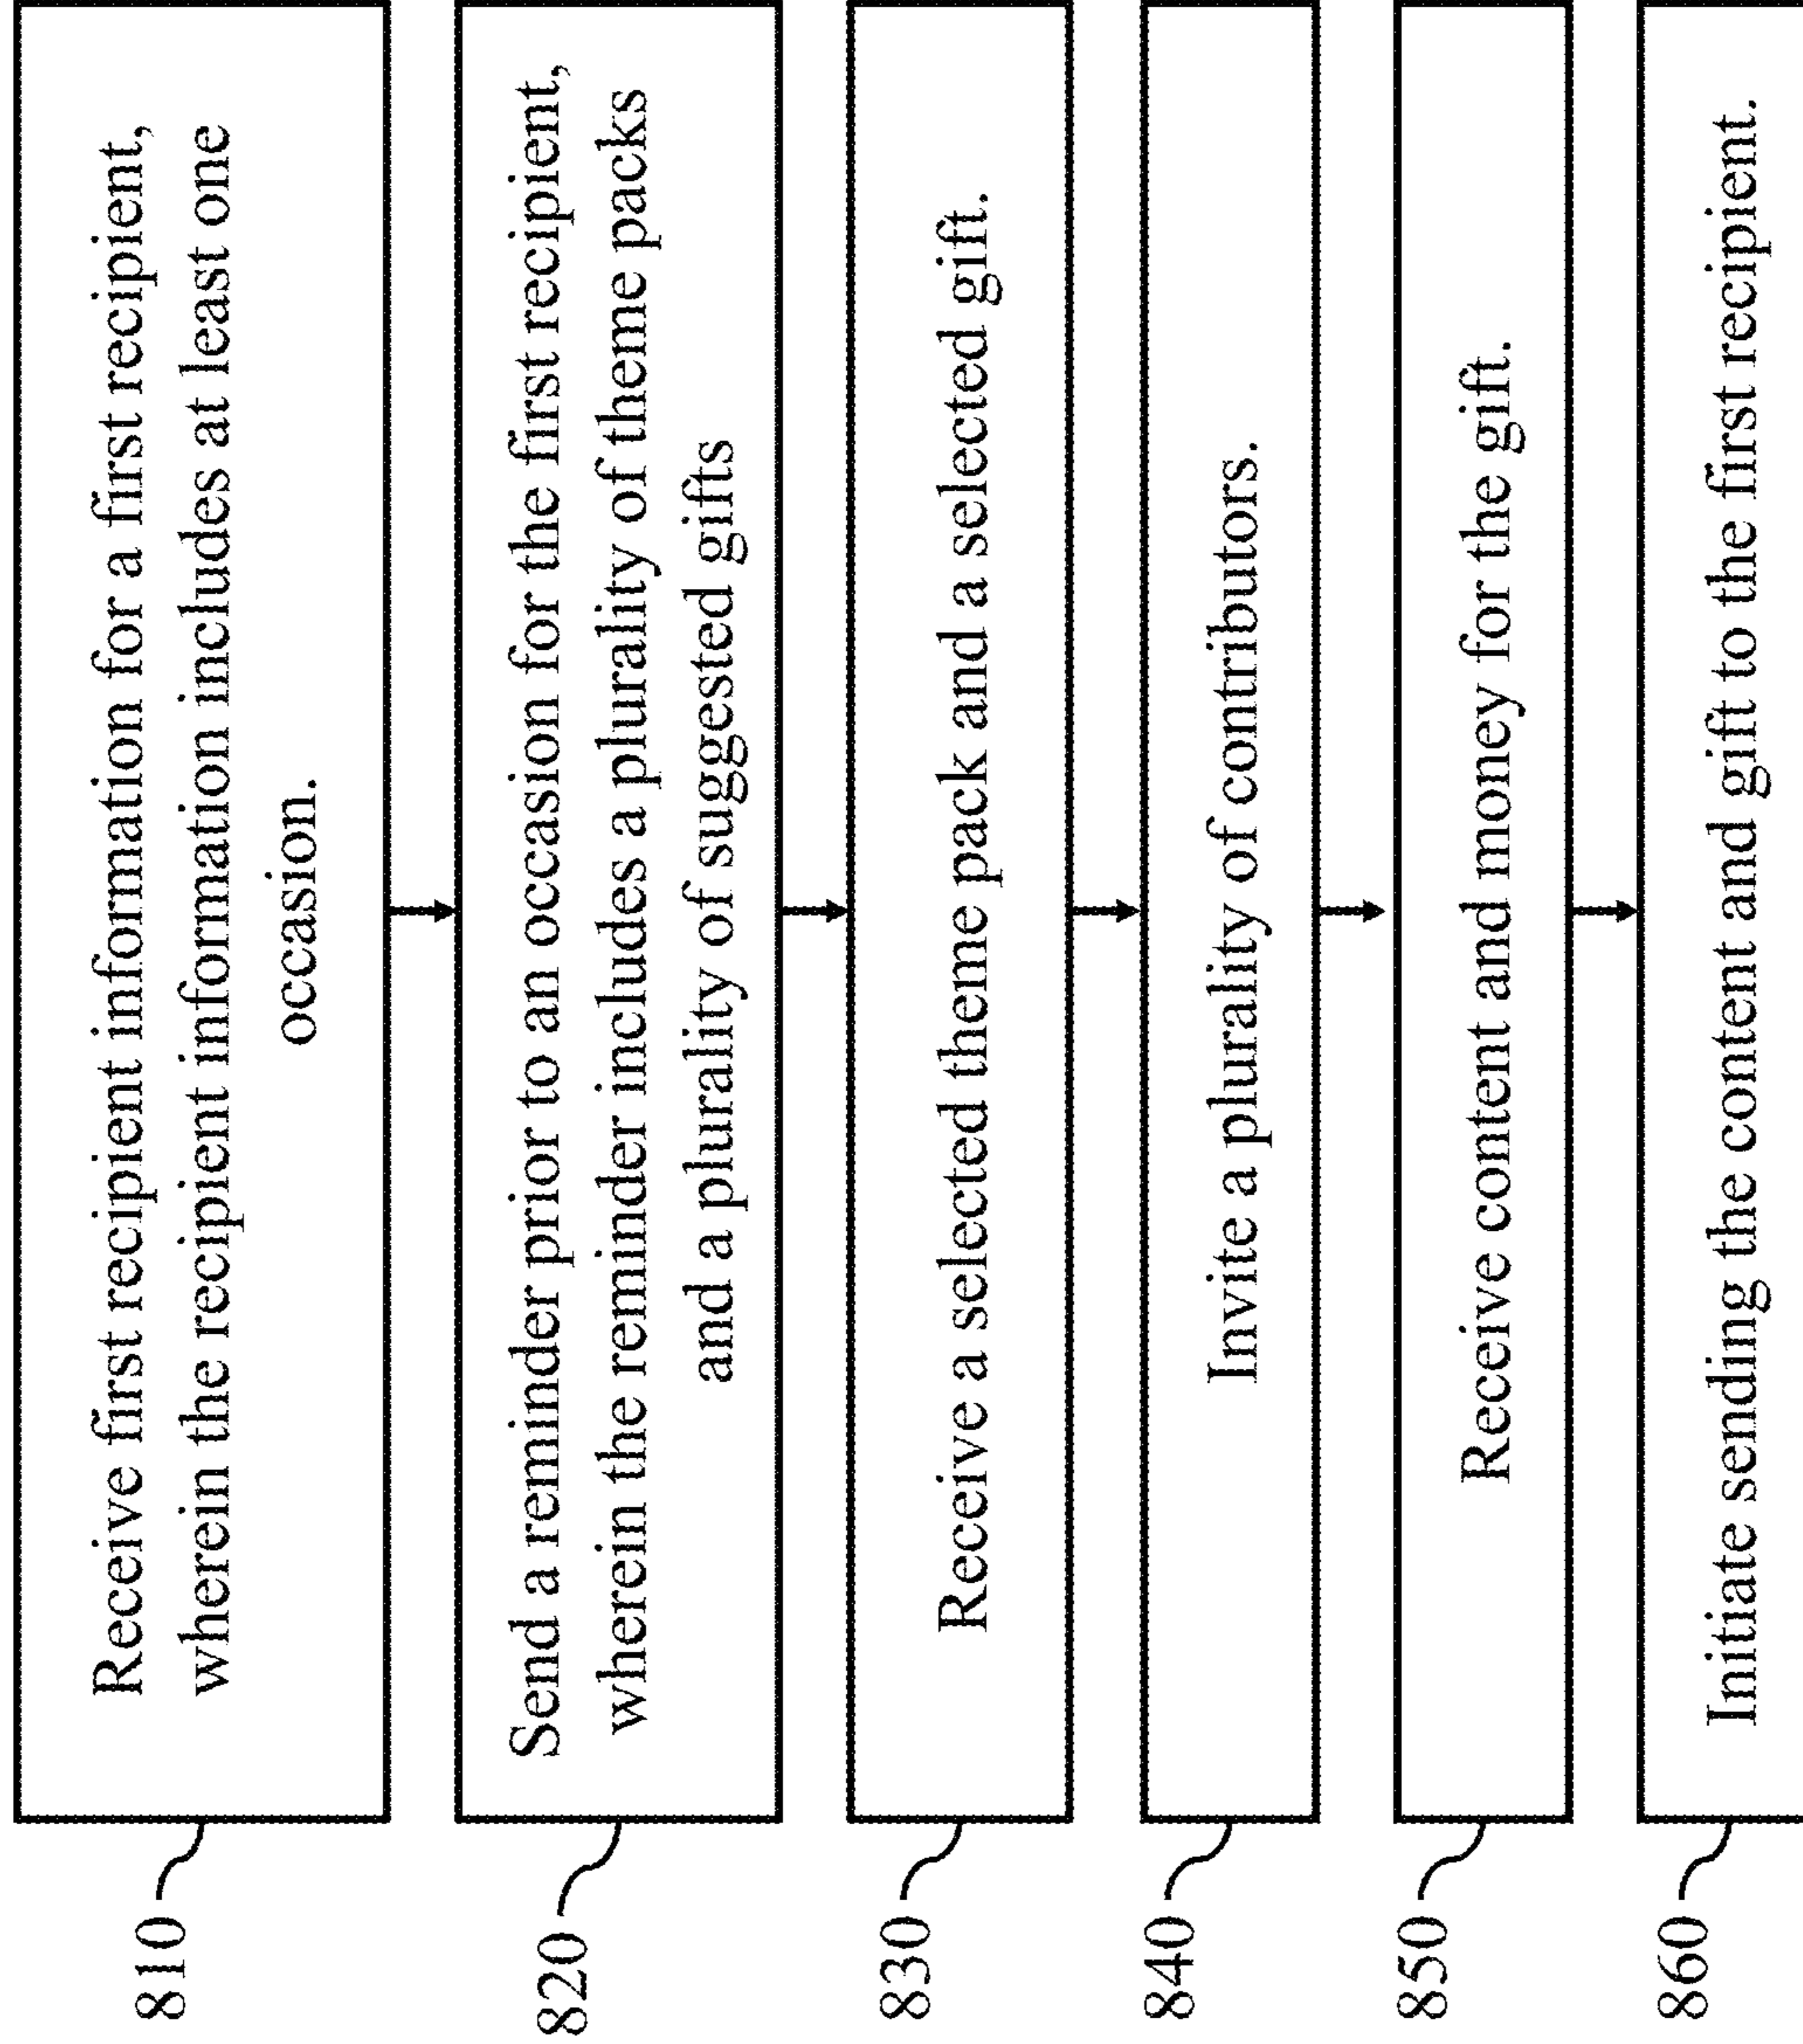 810
Receive first recipient information for a first recipient,
wherein the recipient information includes at least one
occasion.
820
Send a reminder prior to an occasion for the first recipient,
wherein the reminder includes a plurality of theme packs
and a plurality of suggested gifts
830
Receive a selected theme pack and a selected gift.
840
Invite a plurality of contributors.
850
Receive content and money for the gift.
860
Initiate sending the content and gift to the first recipient.